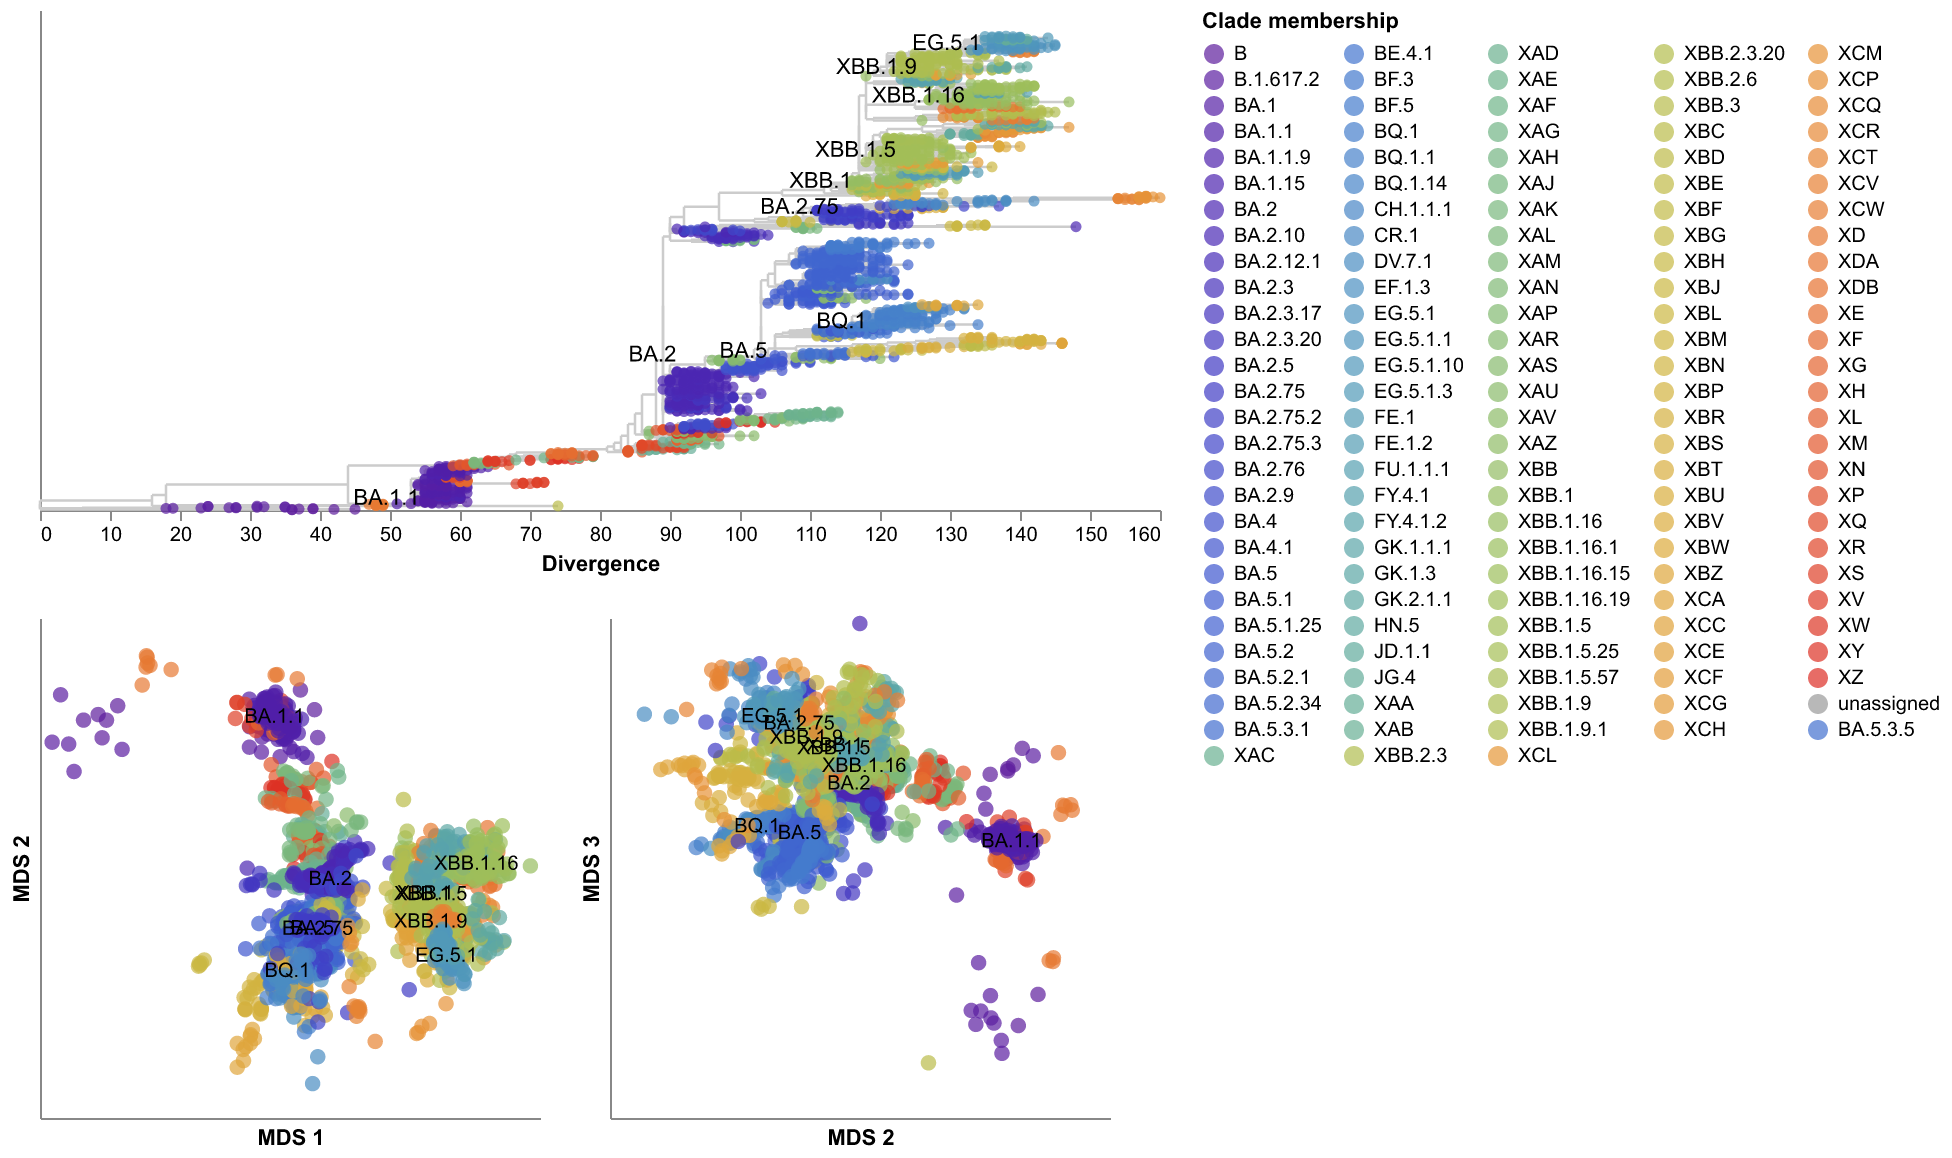 EG.5.1
XBB.1.9
XBB.1.16
XBB.1.5
XBB.1
BA.2.75
BQ.1
BA.2
BA.5
BA.1.1
0 10 20 30 40 50 60 70 80 90 100 110 120 130 140 150 160
Divergence
BA.1.1
XBB.1.16
BA.2
XBB.1
XBB.1.5
XBB.1.9
BA.5
BA.2.75
EG.5.1
BQ.1
MDS 2
MDS 1
EG.5.1
BA.2.75
XBB.1.9
XBB.1
XBB.1.5
XBB.1.16
BA.2
BQ.1
BA.5
BA.1.1
MDS 3
MDS 2
Clade membership
B BE.4.1 XAD XBB.2.3.20 XCM
B.1.617.2 BF.3 XAE XBB.2.6 XCP
BA.1 BF.5 XAF XBB.3 XCQ
BA.1.1 BQ.1 XAG XBC XCR
BA.1.1.9 BQ.1.1 XAH XBD XCT
BA.1.15 BQ.1.14 XAJ XBE XCV
BA.2 CH.1.1.1 XAK XBF XCW
BA.2.10 CR.1 XAL XBG XD
BA.2.12.1 DV.7.1 XAM XBH XDA
BA.2.3 EF.1.3 XAN XBJ XDB
BA.2.3.17 EG.5.1 XAP XBL XE
BA.2.3.20 EG.5.1.1 XAR XBM XF
BA.2.5 EG.5.1.10 XAS XBN XG
BA.2.75 EG.5.1.3 XAU XBP XH
BA.2.75.2 FE.1 XAV XBR XL
BA.2.75.3 FE.1.2 XAZ XBS XM
BA.2.76 FU.1.1.1 XBB XBT XN
BA.2.9 FY.4.1 XBB.1 XBU XP
BA.4 FY.4.1.2 XBB.1.16 XBV XQ
BA.4.1 GK.1.1.1 XBB.1.16.1 XBW XR
BA.5 GK.1.3 XBB.1.16.15 XBZ XS
BA.5.1 GK.2.1.1 XBB.1.16.19 XCA XV
BA.5.1.25 HN.5 XBB.1.5 XCC XW
BA.5.2 JD.1.1 XBB.1.5.25 XCE XY
BA.5.2.1 JG.4 XBB.1.5.57 XCF XZ
BA.5.2.34 XAA XBB.1.9 XCG unassigned
BA.5.3.1 XAB XBB.1.9.1 XCH BA.5.3.5
XAC XBB.2.3 XCL